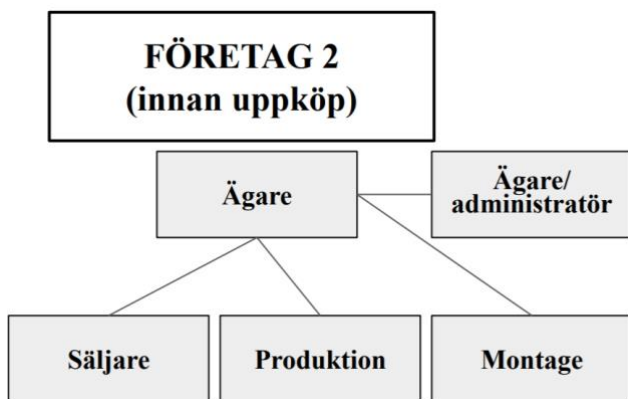 FÖRETAG 2
(innan uppköp)
Ägare
Ägare/
administratör
Säljare
Produktion
Montage